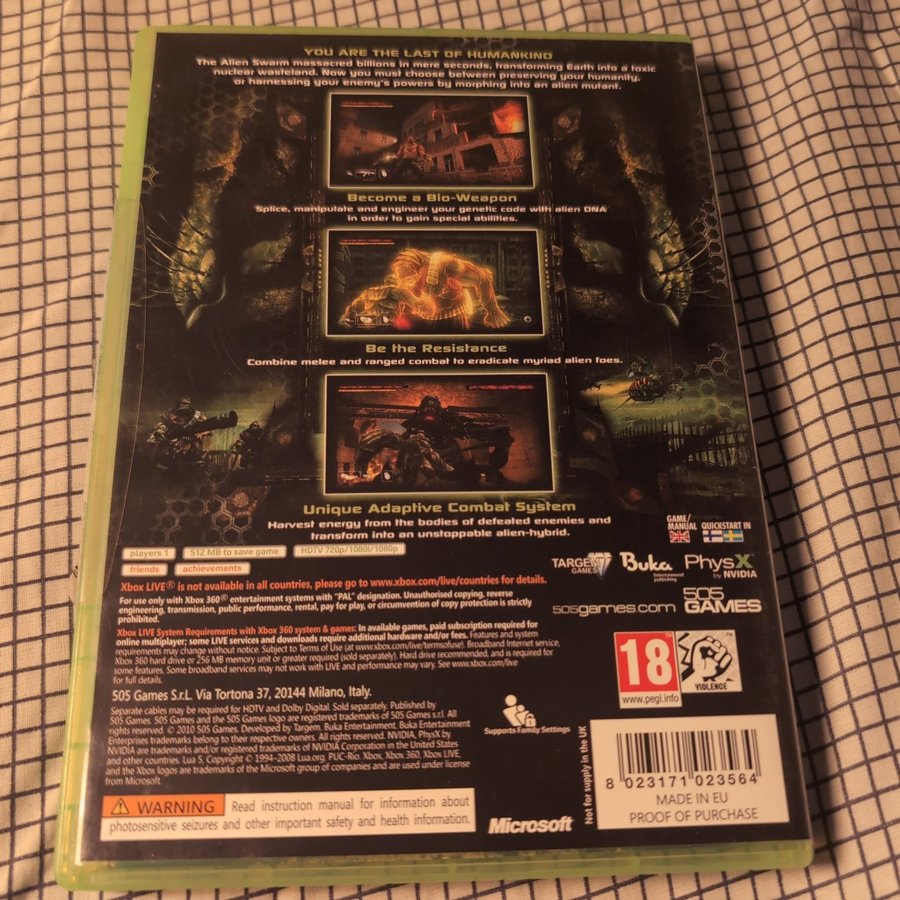 YOU ARE THE LAST OF HUMANKIND
The Alien Swarm massacred billions in mere seconds, transforming Earth into a toxic
nuclear wasteland. Now you must choose between preserving your humanity,
or harnessing your enemy's powers by morphing into an alien mutant.
Become a Bio-Weapon
Splice, manipulate and engineer your genetic code with alien DNA
in order to gain special abilities.
Be the Resistance
Combine melee and ranged combat to eradicate myriad alien foes.
Unique Adaptive Combat System
Harvest energy from the bodies of defeated enemies and
transform into an unstoppable alien-hybrid.
GAME/
MANUAL
QUICKSTART IN
players 1
512 MB to save game
HDTV 720p/1080i/1080p
friends
achievements
TARGEM
GAMES
Buka
Entertainment
publishing
PhysX
by NVIDIA
Xbox LIVE® is not available in all countries, please go to www.xbox.com/live/countries for details.
For use only with Xbox 360® entertainment systems with "PAL" designation. Unauthorised copying, reverse
engineering, transmission, public performance, rental, pay for play, or circumvention of copy protection is strictly
prohibited.
505games.com
505
GAMES
Xbox LIVE System Requirements with Xbox 360 system & games: In available games, paid subscription required for
online multiplayer; some LIVE services and downloads require additional hardware and/or fees. Features and system
requirements may change without notice. Subject to Terms of Use (at www.xbox.com/live/termsofuse). Broadband Internet service,
Xbox 360 hard drive or 256 MB memory unit or greater required (sold separately). Hard drive recommended, and is required for
some features. Some broadband services may not work with LIVE and performance may vary. See www.xbox.com/live
for full details.
18
www.pegi.info
VIOLENCE
505 Games S.r.L. Via Tortona 37, 20144 Milano, Italy.
Separate cables may be required for HDTV and Dolby Digital. Sold separately. Published by
505 Games. 505 Games and the 505 Games logo are registered trademarks of 505 Games s.r.l. All
rights reserved. © 2010 505 Games. Developed by Targem. Buka Entertainment, Buka Entertainment
Enterprises trademarks belong to their respective owners. All rights reserved. NVIDIA, PhysX by
NVIDIA are trademarks and/or registered trademarks of NVIDIA Corporation in the United States
and other countries. Lua 5. Copyright © 1994–2008 Lua.org, PUC-Rio. Xbox, Xbox 360, Xbox LIVE,
and the Xbox logos are trademarks of the Microsoft group of companies and are used under license
from Microsoft.
Supports Family Settings
WARNING Read instruction manual for information about
photosensitive seizures and other important safety and health information.
Microsoft
Not for supply in the UK
8 023171 023564
MADE IN EU
PROOF OF PURCHASE